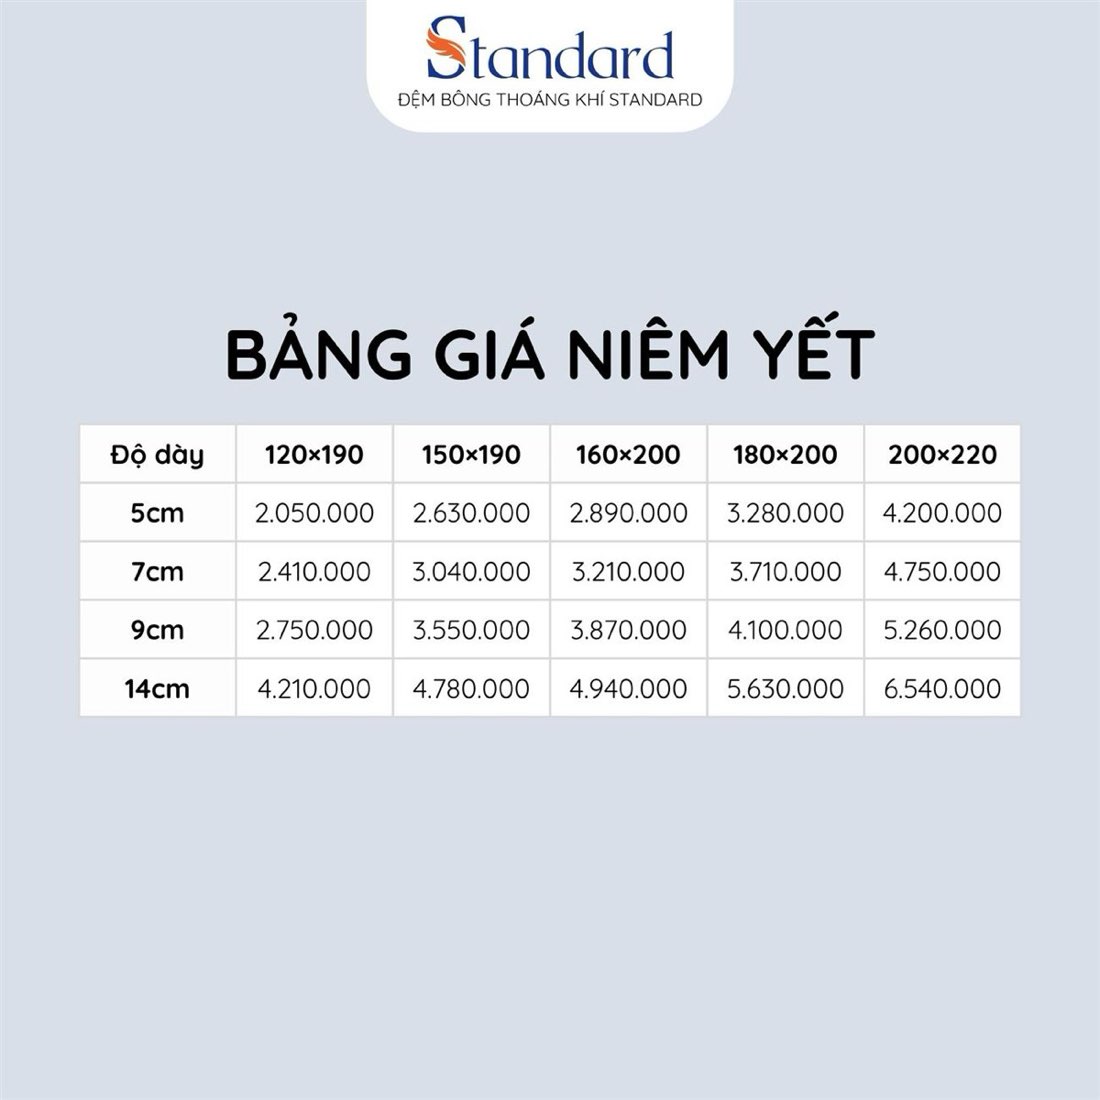 Standard
ĐỆM BÔNG THOÁNG KHÍ STANDARD
BẢNG GIÁ NIÊM YẾT
Độ dày 120×190 150×190 160×200 180×200 200×220
5cm 2.050.000 2.630.000 2.890.000 3.280.000 4.200.000
7cm 2.410.000 3.040.000 3.210.000 3.710.000 4.750.000
9cm 2.750.000 3.550.000 3.870.000 4.100.000 5.260.000
14cm 4.210.000 4.780.000 4.940.000 5.630.000 6.540.000